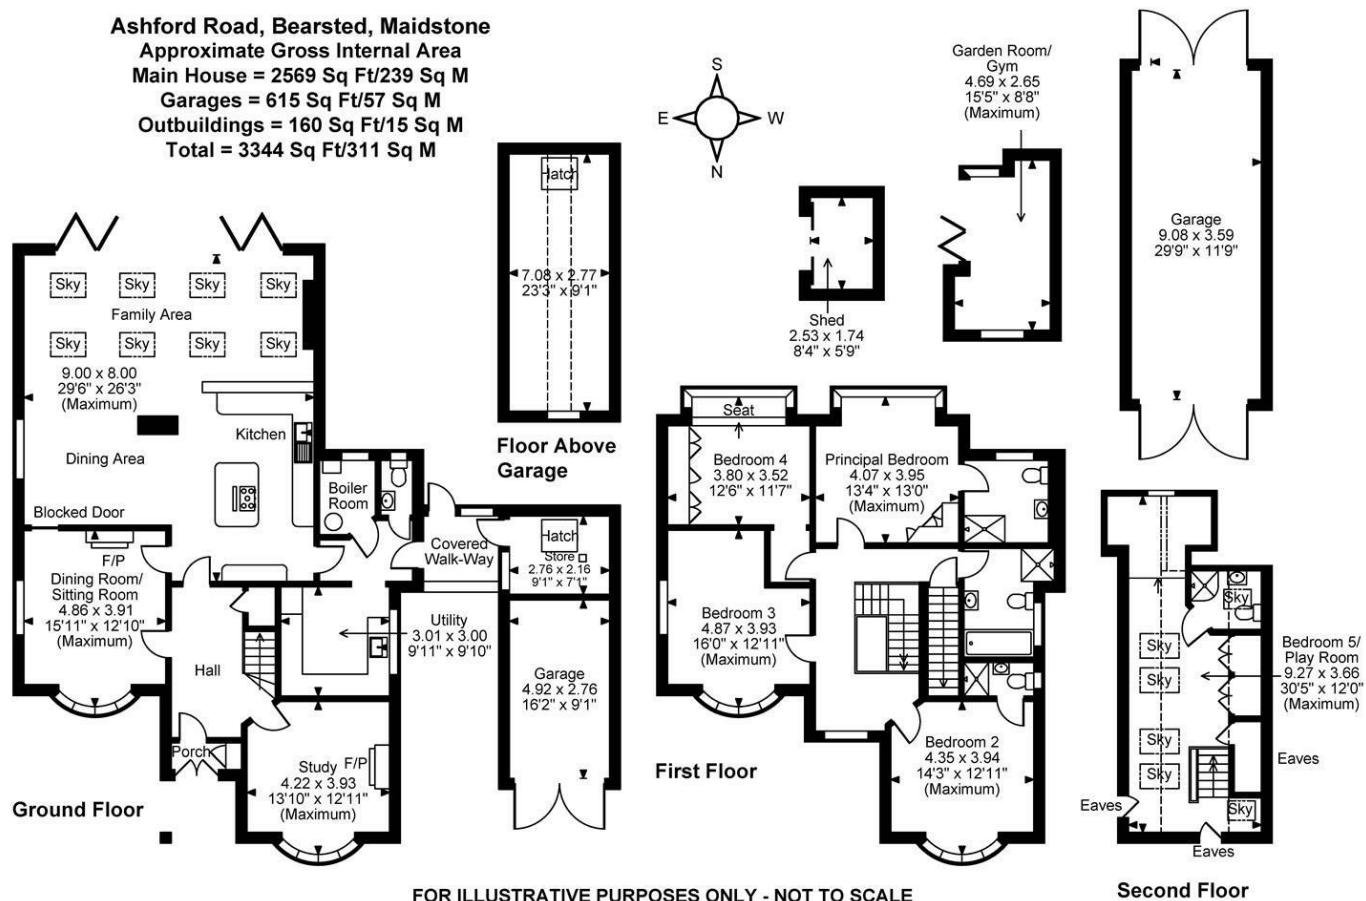 Ashford Road, Bearsted, Maidstone
Approximate Gross Internal Area
Main House = 2569 Sq Ft/239 Sq M
Garages = 615 Sq Ft/57 Sq M
Outbuildings = 160 Sq Ft/15 Sq M
Total = 3344 Sq Ft/311 Sq M
S
E
W
N
Garden Room/
Gym
4.69 x 2.65
15'5" x 8'8"
(Maximum)
Hatch
7.08 x 2.77
23'3" x 9'1"
Floor Above
Garage
Shed
2.53 x 1.74
8'4" x 5'9"
Garage
9.08 x 3.59
29'9" x 11'9"
Sky
Sky
Sky
Sky
Family Area
Sky
Sky
Sky
Sky
9.00 x 8.00
29'6" x 26'3"
(Maximum)
Kitchen
Dining Area
Blocked Door
Boiler
Room
F/P
Dining Room/
Sitting Room
4.86 x 3.91
15'11" x 12'10"
(Maximum)
Covered
Walk-Way
Hatch
Store
2.76 x 2.16
9'1" x 7'1"
Utility
3.01 x 3.00
9'11" x 9'10"
Hall
Garage
4.92 x 2.76
16'2" x 9'1"
Porch
Study
F/P
4.22 x 3.93
13'10" x 12'11"
(Maximum)
Ground Floor
Seat
Bedroom 4
3.80 x 3.52
12'6" x 11'7"
Principal Bedroom
4.07 x 3.95
13'4" x 13'0"
(Maximum)
Bedroom 3
4.87 x 3.93
16'0" x 12'11"
(Maximum)
Bedroom 2
4.35 x 3.94
14'3" x 12'11"
(Maximum)
First Floor
Sky
Sky
Sky
Sky
Sky
Sky
Bedroom 5/
Play Room
9.27 x 3.66
30'5" x 12'0"
(Maximum)
Eaves
Eaves
Eaves
Second Floor
FOR ILLUSTRATIVE PURPOSES ONLY - NOT TO SCALE